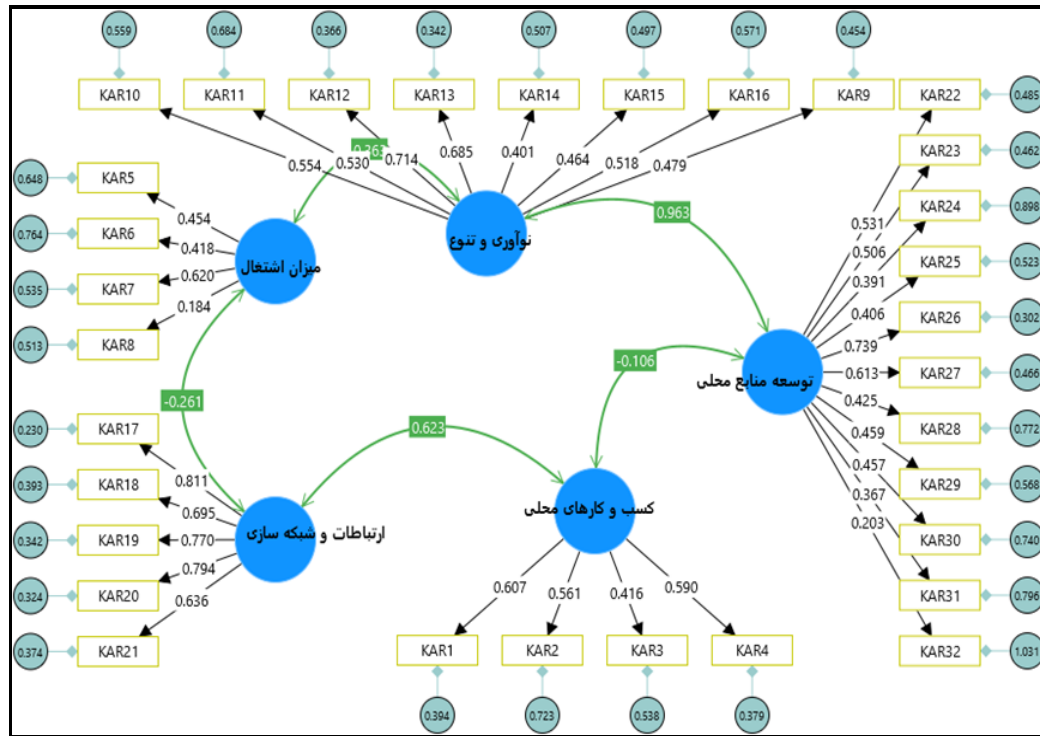 0.559 0.684 0.366 0.342 0.507 0.497 0.571 0.454
KAR10 KAR11 KAR12 KAR13 KAR14 KAR15 KAR16 KAR9
0.554 0.530 0.714 0.685 0.401 0.464 0.518 0.479
0.363
نوآوری و تنوع
0.963
KAR22 0.485
KAR23 0.462
KAR24 0.898
KAR25 0.523
KAR26 0.302
KAR27 0.466
KAR28 0.772
KAR29 0.568
KAR30 0.740
KAR31 0.796
KAR32 1.031
0.531
0.506
0.391
0.406
0.739
0.613
0.425
0.459
0.457
0.367
0.203
توسعه منابع محلی
-0.106
0.648 KAR5
0.764 KAR6
0.535 KAR7
0.513 KAR8
0.454
0.418
0.620
0.184
میزان اشتغال
-0.261
0.623
0.230 KAR17
0.393 KAR18
0.342 KAR19
0.324 KAR20
0.374 KAR21
0.811
0.695
0.770
0.794
0.636
ارتباطات و شبکه سازی
کسب و کارهای محلی
0.607 0.561 0.416 0.590
KAR1 KAR2 KAR3 KAR4
0.394 0.723 0.538 0.379